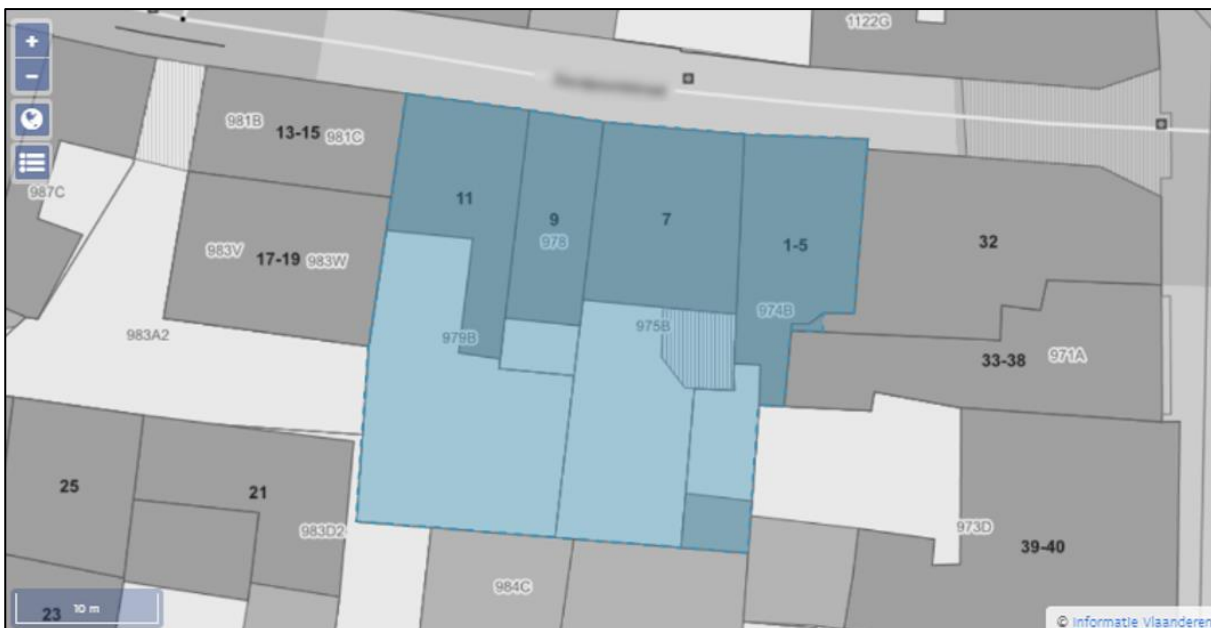 1122G
+
−
981B
13-15
981C
987C
11
9
7
978
1-5
32
983V
17-19
983W
974B
975B
979B
983A2
33-38
971A
25
21
983D2
973D
39-40
984C
23
10 m
© Informatie Vlaanderen